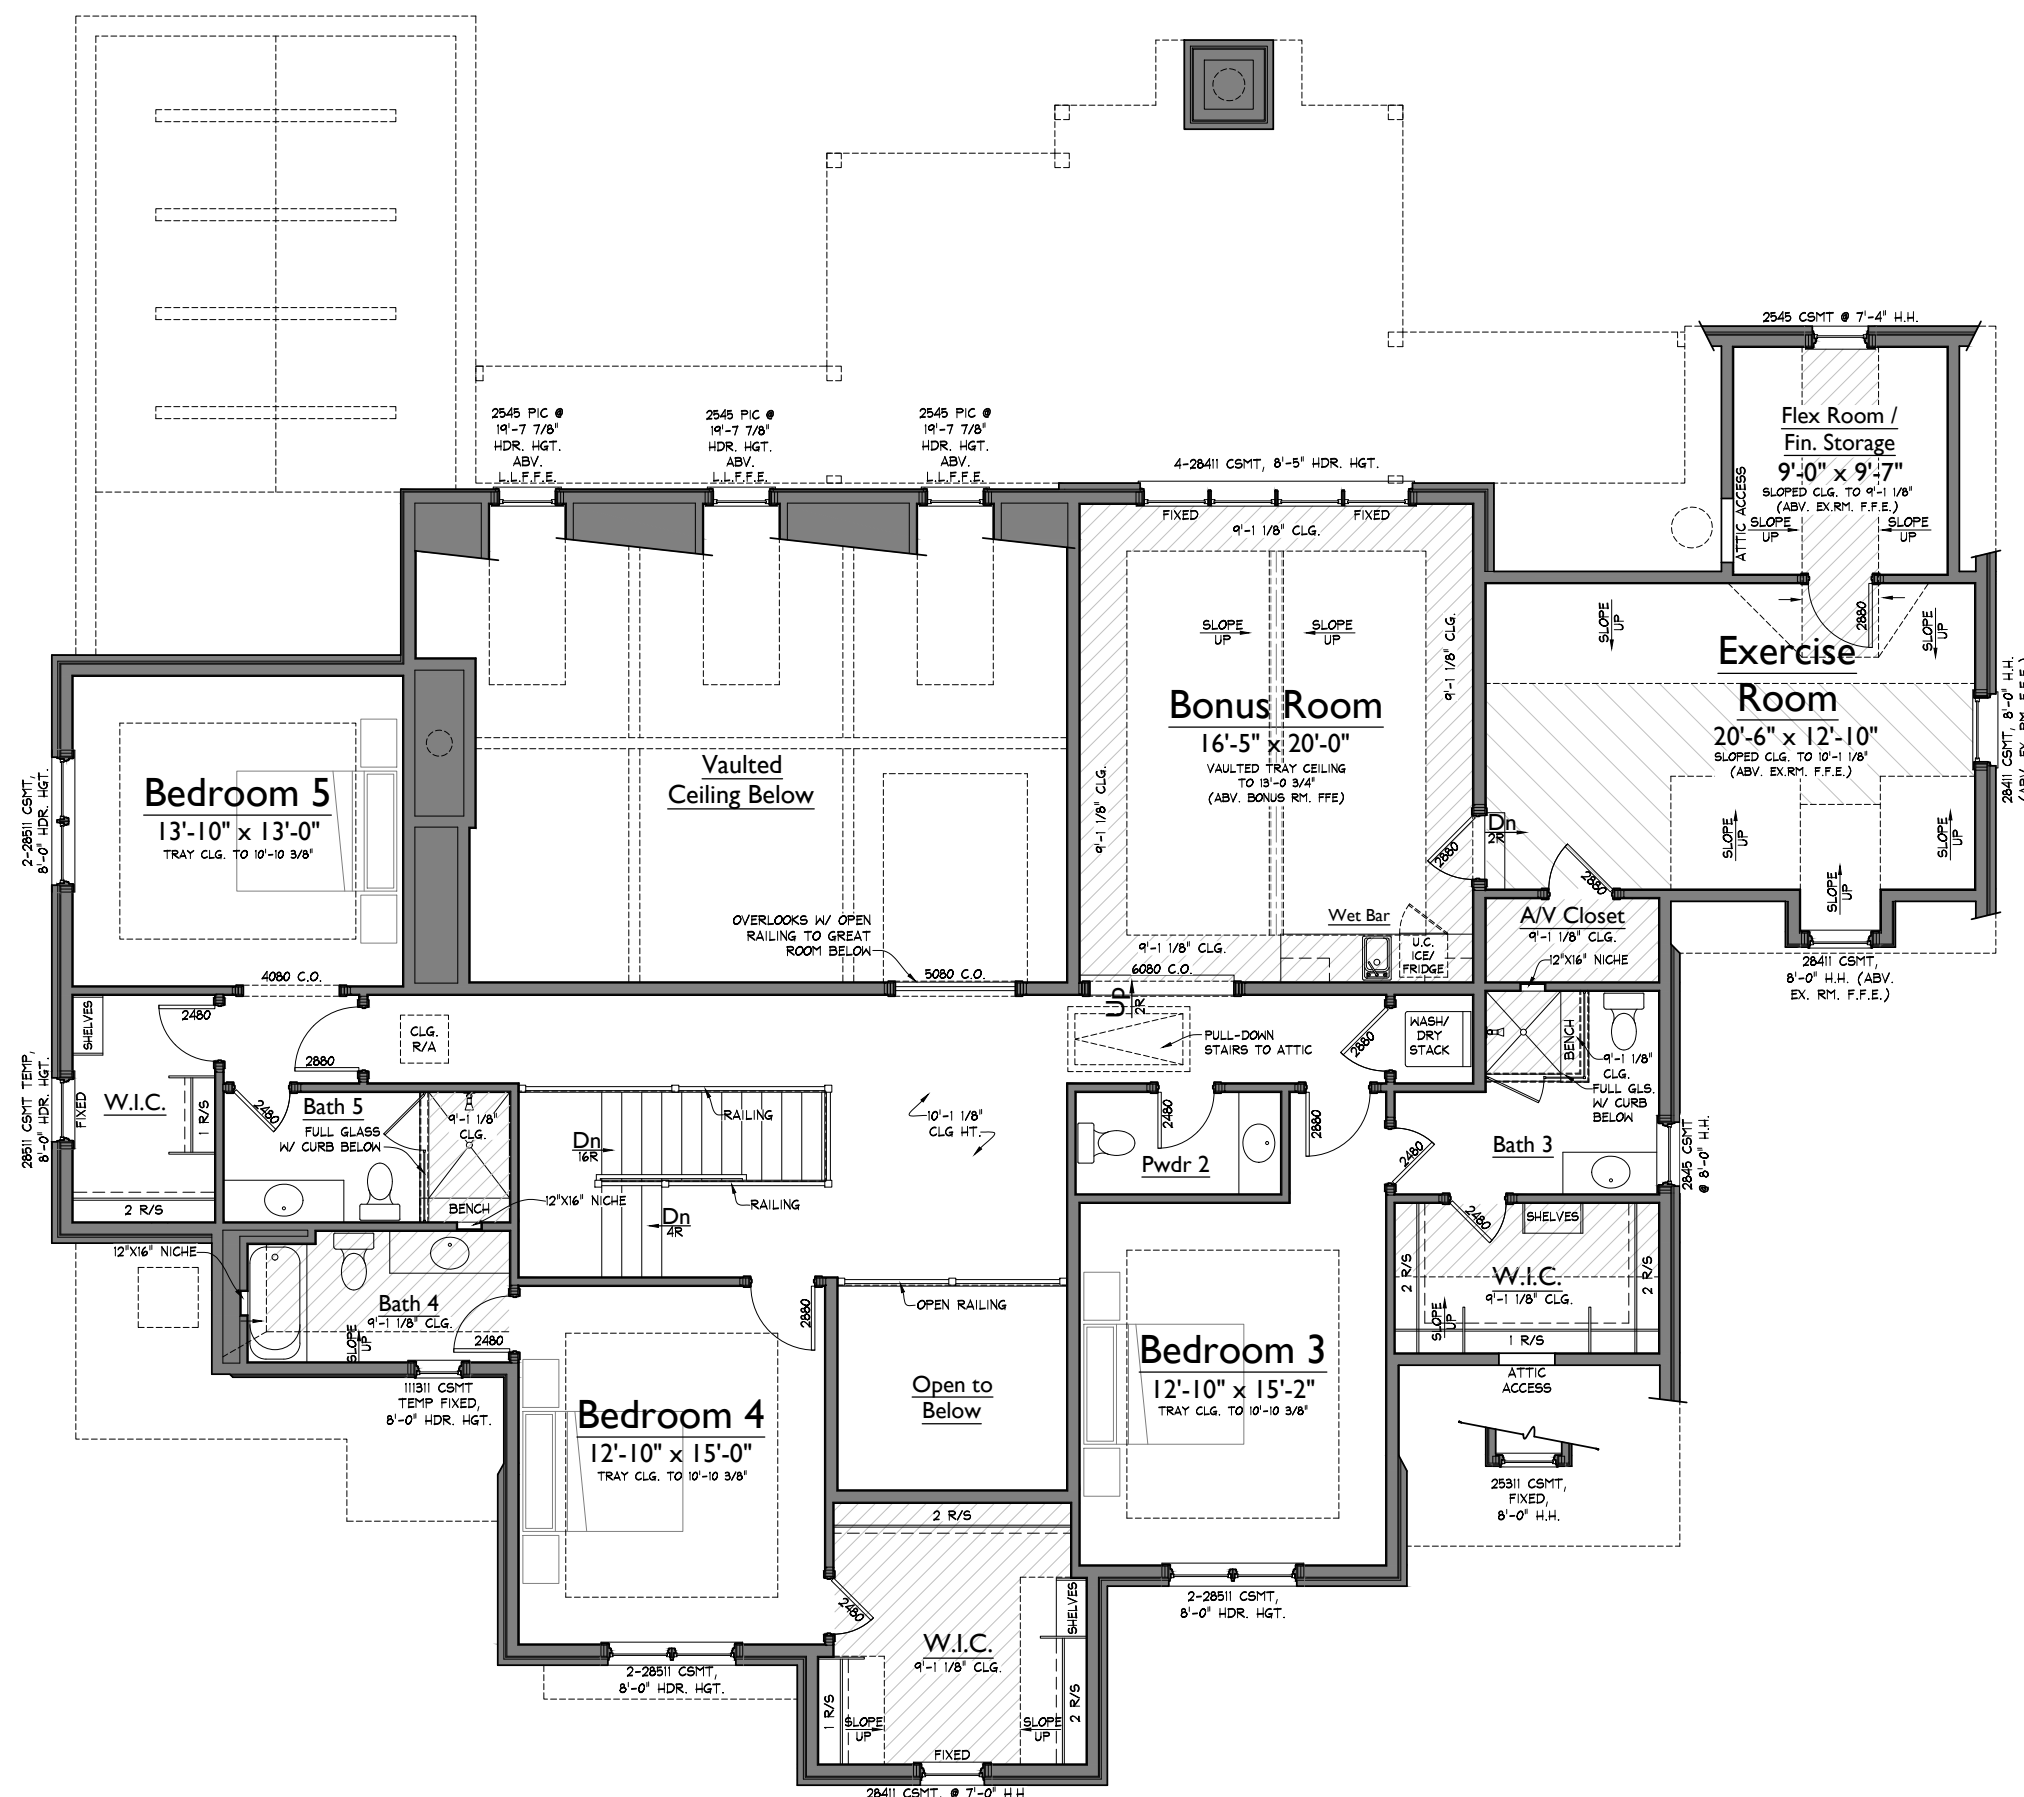 2545 CSMT @ 7'-4" H.H.
Flex Room /
Fin. Storage
9'-0" x 9'-7"
SLOPED CLG. TO 9'-1 1/8"
(ABV. EX.RM. F.F.E.)
SLOPE
UP
SLOPE
UP
ATTIC ACCESS
2545 PIC @
19'-7 7/8"
HDR. HGT.
ABV.
L.L.F.F.E.
2545 PIC @
19'-7 7/8"
HDR. HGT.
ABV.
L.L.F.F.E.
2545 PIC @
19'-7 7/8"
HDR. HGT.
ABV.
L.L.F.F.E.
4-28411 CSMT, 8'-5" HDR. HGT.
FIXED
FIXED
9'-1 1/8" CLG.
SLOPE
UP
SLOPE
UP
9'-1 1/8" CLG.
9'-1 1/8" CLG.
Bonus Room
16'-5" x 20'-0"
VAULTED TRAY CEILING
TO 13'-0 3/4"
(ABV. BONUS RM. FFE)
SLOPE
UP
2880
SLOPE
UP
Exercise
Room
20'-6" x 12'-10"
SLOPED CLG. TO 10'-1 1/8"
(ABV. EX.RM. F.F.E.)
28411 CSMT, 8'-0" H.H.
(ABV. EX. RM. F.F.E.)
SLOPE
UP
SLOPE
UP
SLOPE
UP
Dn
2R
2880
2880
Vaulted
Ceiling Below
Bedroom 5
13'-10" x 13'-0"
TRAY CLG. TO 10'-10 3/8"
2-28511 CSMT,
8'-0" HDR. HGT.
OVERLOOKS W/ OPEN
RAILING TO GREAT
ROOM BELOW
Wet Bar
9'-1 1/8" CLG.
U.C.
ICE/
FRIDGE
A/V Closet
9'-1 1/8" CLG.
12"X16" NICHE
28411 CSMT,
8'-0" H.H. (ABV.
EX. RM. F.F.E.)
4080 C.O.
5080 C.O.
6080 C.O.
UP
2R
SHELVES
2480
2880
CLG.
R/A
PULL-DOWN
STAIRS TO ATTIC
2880
WASH/
DRY
STACK
BENCH
9'-1 1/8"
CLG.
FULL GLS.
W/ CURB
BELOW
28511 CSMT TEMP,
8'-0" HDR. HGT.
FIXED
W.I.C.
1 R/S
2480
Bath 5
FULL GLASS
W/ CURB BELOW
9'-1 1/8"
CLG.
RAILING
Dn
16R
10'-1 1/8"
CLG HT.
2480
2880
Pwdr 2
2480
Bath 3
2845 CSMT
@ 8'-0" H.H.
2 R/S
BENCH
12"X16" NICHE
RAILING
Dn
4R
2480
SHELVES
2 R/S
W.I.C.
9'-1 1/8" CLG.
2 R/S
SLOPE
UP
1 R/S
12"X16" NICHE
Bath 4
9'-1 1/8" CLG.
SLOPE
UP
2480
2880
OPEN RAILING
111311 CSMT
TEMP FIXED,
8'-0" HDR. HGT.
Bedroom 3
12'-10" x 15'-2"
TRAY CLG. TO 10'-10 3/8"
ATTIC
ACCESS
Open to
Below
Bedroom 4
12'-10" x 15'-0"
TRAY CLG. TO 10'-10 3/8"
25311 CSMT,
FIXED,
8'-0" H.H.
2 R/S
2480
SHELVES
2-28511 CSMT,
8'-0" HDR. HGT.
W.I.C.
9'-1 1/8" CLG.
2-28511 CSMT,
8'-0" HDR. HGT.
1 R/S
SLOPE
UP
SLOPE
UP
2 R/S
FIXED
28411 CSMT, @ 7'-0" H.H